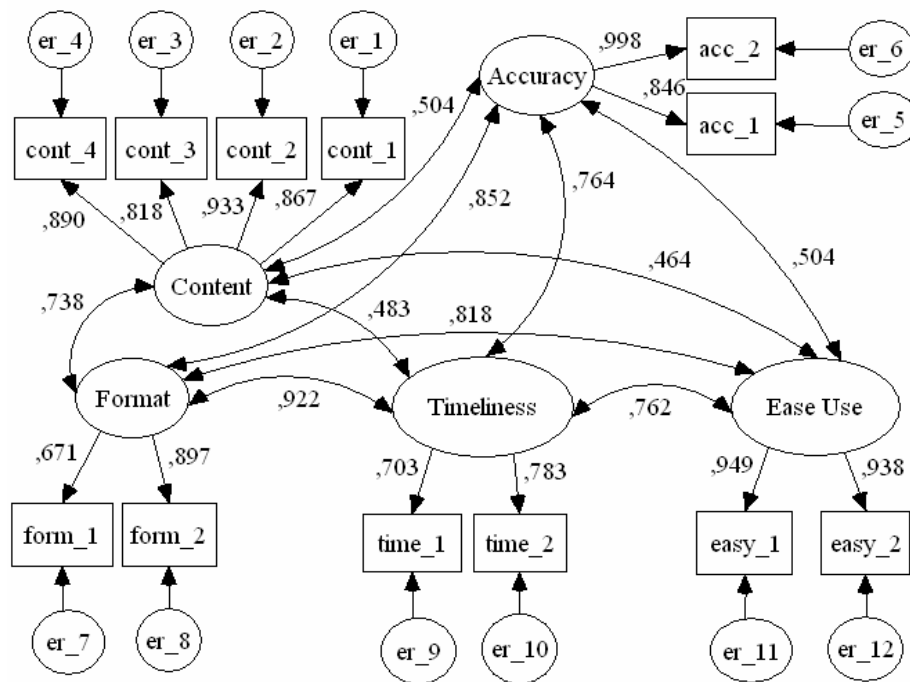 er_4
er_3
er_2
er_1
,998
acc_2
er_6
Accuracy
,846
,504
acc_1
er_5
cont_4
cont_3
cont_2
cont_1
,764
,852
,890
,818
,933
,867
,464
,504
Content
,738
,483
,818
Format
,922
Timeliness
,762
Ease Use
,671
,897
,703
,783
,949
,938
form_1
form_2
time_1
time_2
easy_1
easy_2
er_7
er_8
er_9
er_10
er_11
er_12